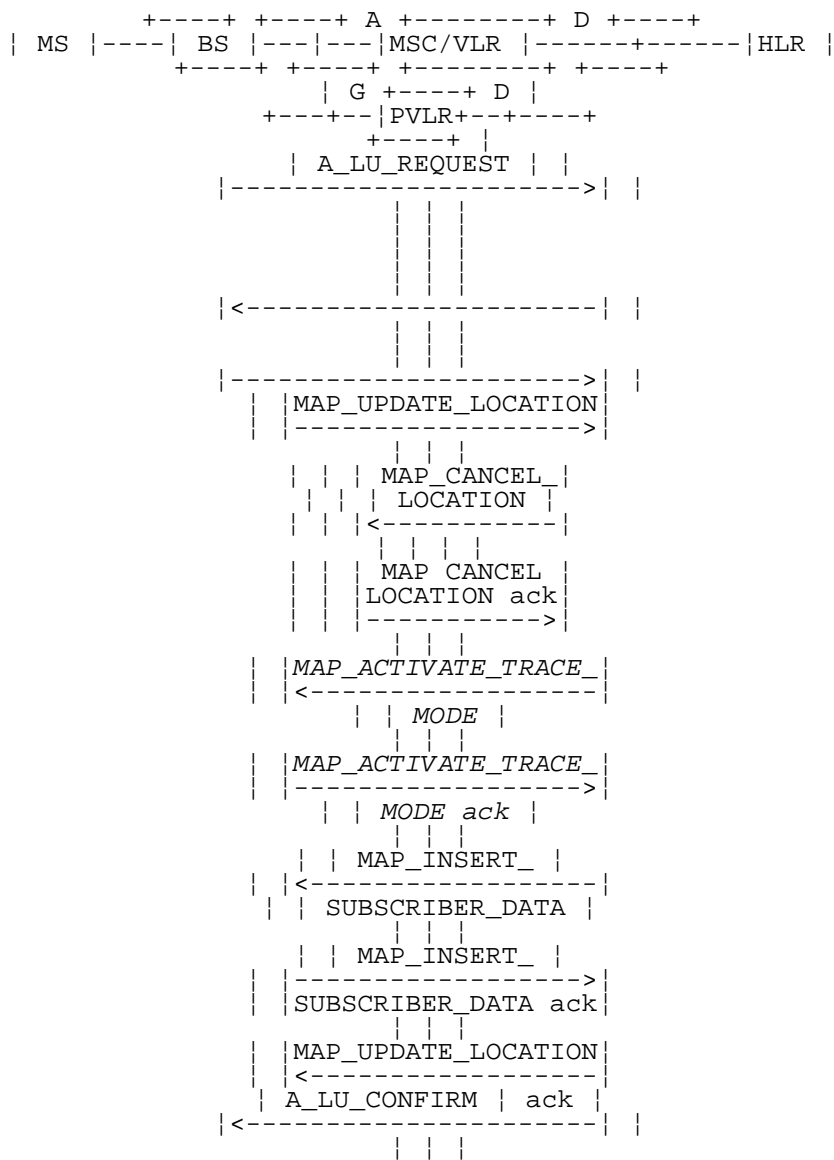 +----+ +----+ A +--------+ D +----+
¦ MS ¦----¦ BS ¦---¦---¦MSC/VLR ¦------+------¦HLR ¦
+----+ +----+ +--------+ +----+
¦ G +----+ D ¦
+---+--¦PVLR+--+----+
+----+ ¦
¦ A_LU_REQUEST ¦ ¦
¦---------------------->¦ ¦
¦ ¦ ¦
¦ ¦ ¦
¦ ¦ ¦
¦ ¦ ¦
¦<----------------------¦ ¦
¦ ¦ ¦
¦ ¦ ¦
¦---------------------->¦ ¦
¦ ¦MAP_UPDATE_LOCATION¦
¦ ¦------------------>¦
¦ ¦ ¦
¦ ¦ ¦ MAP_CANCEL_¦
¦ ¦ ¦ LOCATION ¦
¦ ¦ ¦<-----------¦
¦ ¦ ¦ ¦
¦ ¦ ¦ MAP CANCEL ¦
¦ ¦ ¦LOCATION ack¦
¦ ¦ ¦----------->¦
¦ ¦ ¦
¦ ¦MAP_ACTIVATE_TRACE_¦
¦ ¦<------------------¦
¦ ¦ MODE ¦
¦ ¦ ¦
¦ ¦MAP_ACTIVATE_TRACE_¦
¦ ¦------------------>¦
¦ ¦ MODE ack ¦
¦ ¦ ¦
¦ ¦ MAP_INSERT_ ¦
¦ ¦<------------------¦
¦ ¦ SUBSCRIBER_DATA ¦
¦ ¦ ¦
¦ ¦ MAP_INSERT_ ¦
¦ ¦------------------>¦
¦ ¦SUBSCRIBER_DATA ack¦
¦ ¦ ¦
¦ ¦MAP_UPDATE_LOCATION¦
¦ ¦<------------------¦
¦ A_LU_CONFIRM ¦ ack ¦
¦<----------------------¦ ¦
¦ ¦ ¦